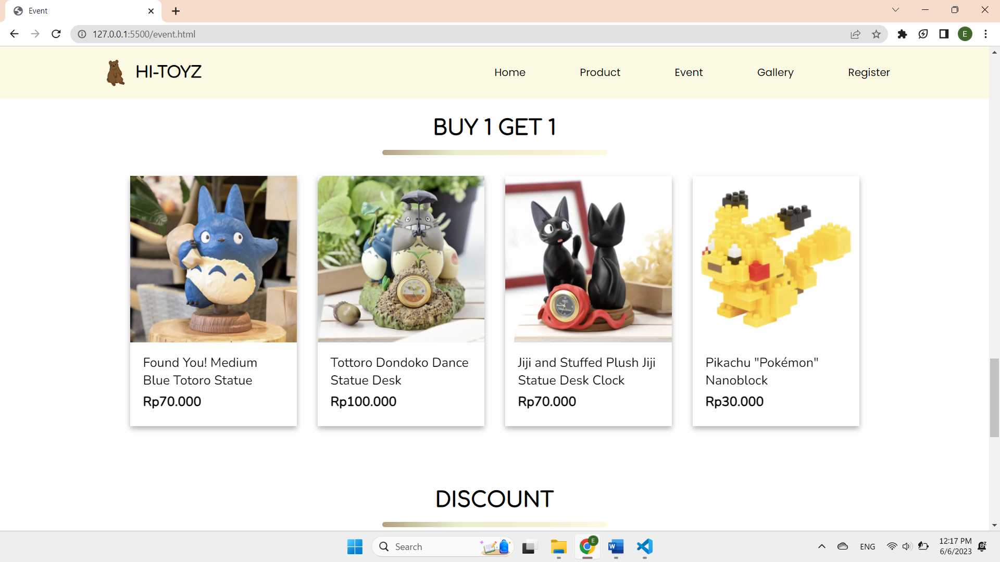 Event
127.0.0.1:5500/event.html
E
HI-TOYZ
Home
Product
Event
Gallery
Register
BUY 1 GET 1
Found You! Medium
Blue Totoro Statue
Rp70.000
Tottoro Dondoko Dance
Statue Desk
Rp100.000
Jiji and Stuffed Plush Jiji
Statue Desk Clock
Rp70.000
Pikachu "Pokémon"
Nanoblock
Rp30.000
DISCOUNT
Search
E
W
ENG
12:17 PM
6/6/2023